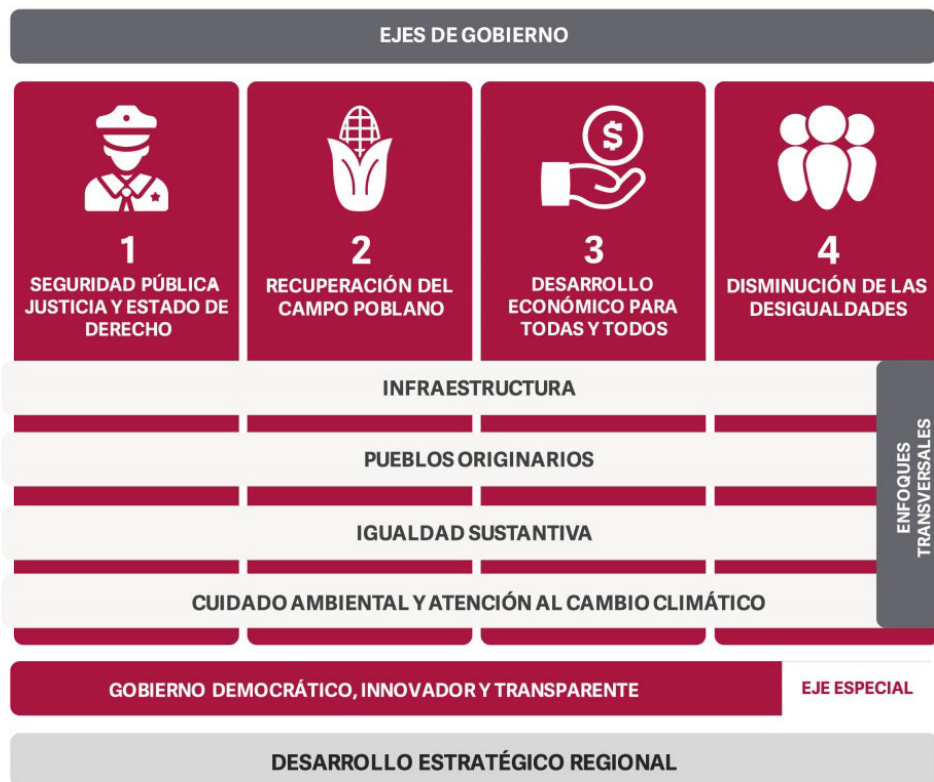 EJES DE GOBIERNO
$
1
SEGURIDAD PÚBLICA
JUSTICIA Y ESTADO DE
DERECHO
2
RECUPERACIÓN DEL
CAMPO POBLANO
3
DESARROLLO
ECONÓMICO PARA
TODAS Y TODOS
4
DISMINUCIÓN DE LAS
DESIGUALDADES
INFRAESTRUCTURA
PUEBLOS ORIGINARIOS
IGUALDAD SUSTANTIVA
CUIDADO AMBIENTAL Y ATENCIÓN AL CAMBIO CLIMÁTICO
ENFOQUES
TRANSVERSALES
GOBIERNO DEMOCRÁTICO, INNOVADOR Y TRANSPARENTE
EJE ESPECIAL
DESARROLLO ESTRATÉGICO REGIONAL